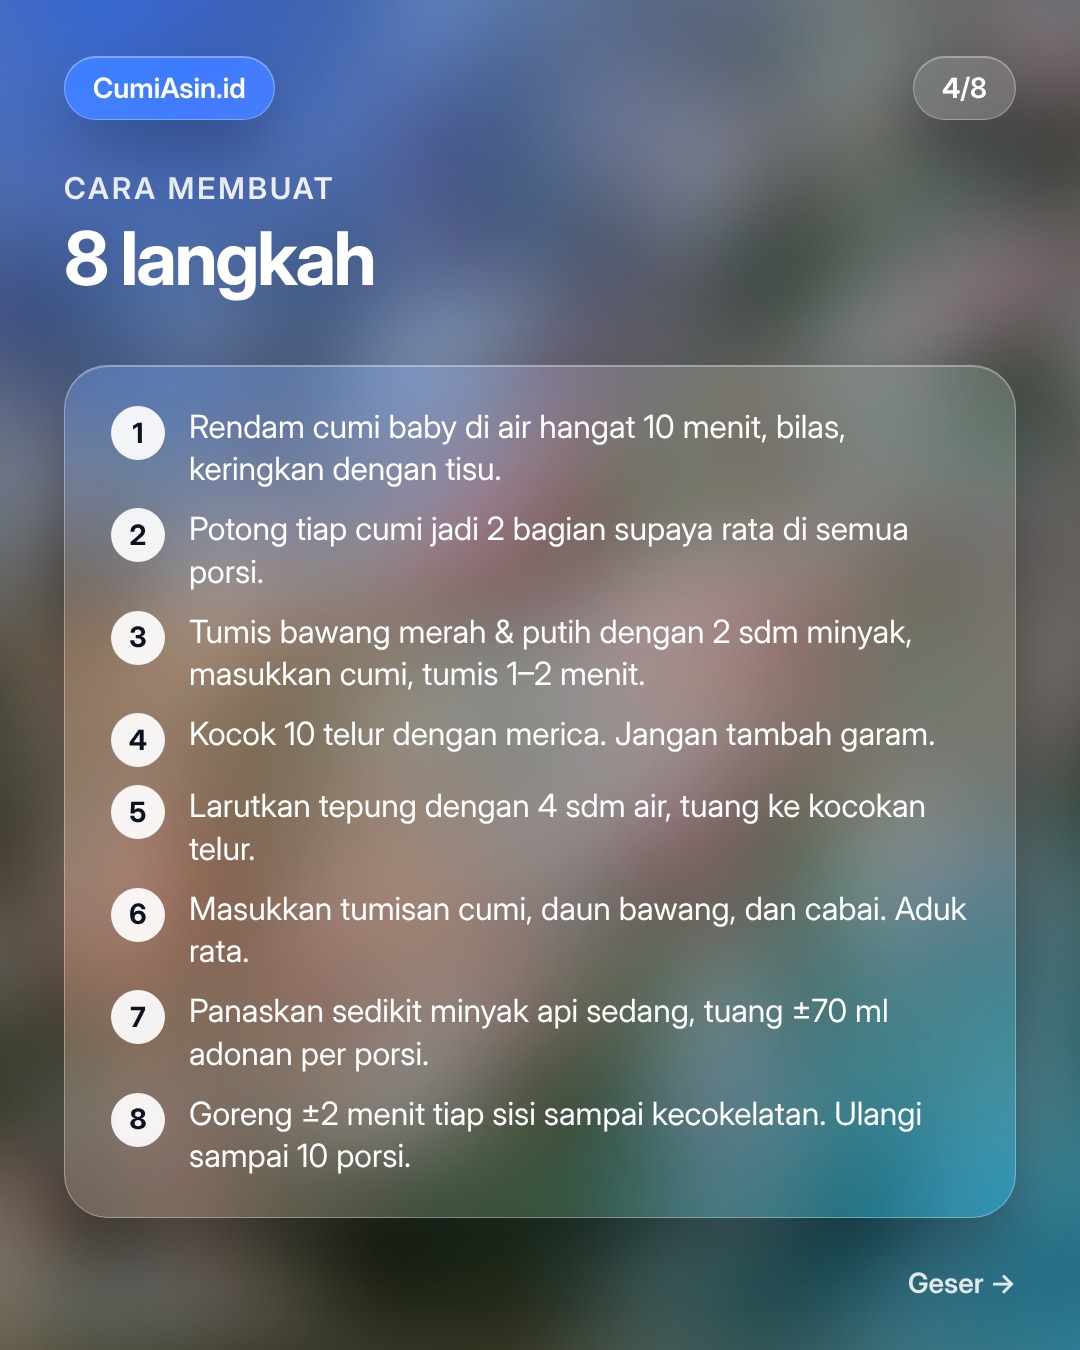 CumiAsin.id
4/8
CARA MEMBUAT
8 langkah
1 Rendam cumi baby di air hangat 10 menit, bilas,
keringkan dengan tisu.
2 Potong tiap cumi jadi 2 bagian supaya rata di semua
porsi.
3 Tumis bawang merah & putih dengan 2 sdm minyak,
masukkan cumi, tumis 1–2 menit.
4 Kocok 10 telur dengan merica. Jangan tambah garam.
5 Larutkan tepung dengan 4 sdm air, tuang ke kocokan
telur.
6 Masukkan tumisan cumi, daun bawang, dan cabai. Aduk
rata.
7 Panaskan sedikit minyak api sedang, tuang ±70 ml
adonan per porsi.
8 Goreng ±2 menit tiap sisi sampai kecokelatan. Ulangi
sampai 10 porsi.
Geser →